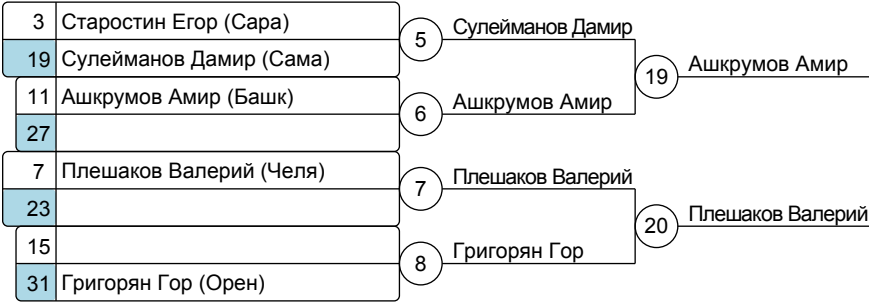 3 Старостин Егор (Сара)
19 Сулейманов Дамир (Сама)
11 Ашкрумов Амир (Башк)
27
7 Плешаков Валерий (Челя)
23
15
31 Григорян Гор (Орен)
5 Сулейманов Дамир
6 Ашкрумов Амир
7 Плешаков Валерий
8 Григорян Гор
19 Ашкрумов Амир
20 Плешаков Валерий